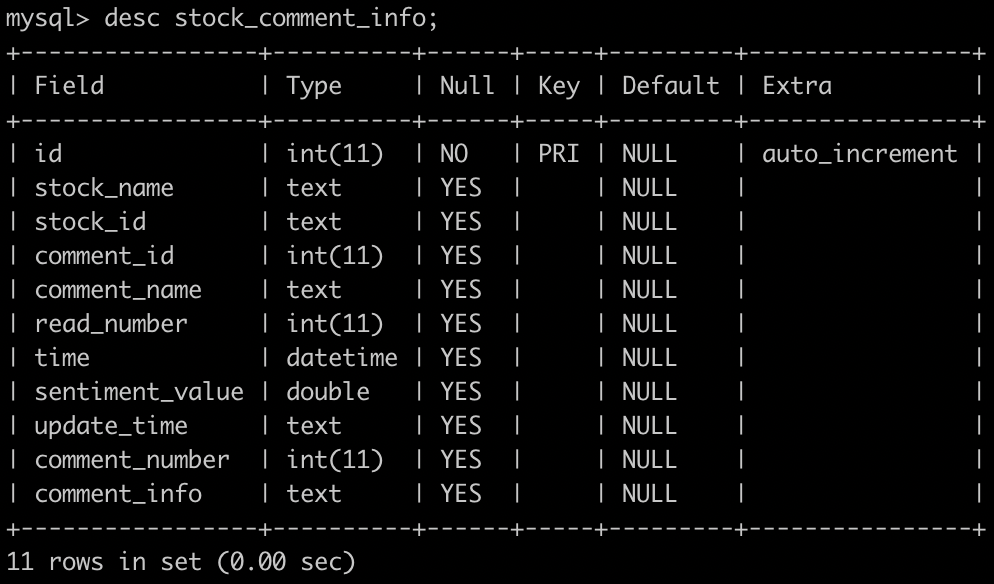 mysql> desc stock_comment_info;
+-----------------+----------+------+-----+---------+----------------+
| Field           | Type     | Null | Key | Default | Extra          |
+-----------------+----------+------+-----+---------+----------------+
| id              | int(11)  | NO   | PRI | NULL    | auto_increment |
| stock_name      | text     | YES  |     | NULL    |                |
| stock_id        | text     | YES  |     | NULL    |                |
| comment_id      | int(11)  | YES  |     | NULL    |                |
| comment_name    | text     | YES  |     | NULL    |                |
| read_number     | int(11)  | YES  |     | NULL    |                |
| time            | datetime | YES  |     | NULL    |                |
| sentiment_value | double   | YES  |     | NULL    |                |
| update_time     | text     | YES  |     | NULL    |                |
| comment_number  | int(11)  | YES  |     | NULL    |                |
| comment_info    | text     | YES  |     | NULL    |                |
+-----------------+----------+------+-----+---------+----------------+
11 rows in set (0.00 sec)